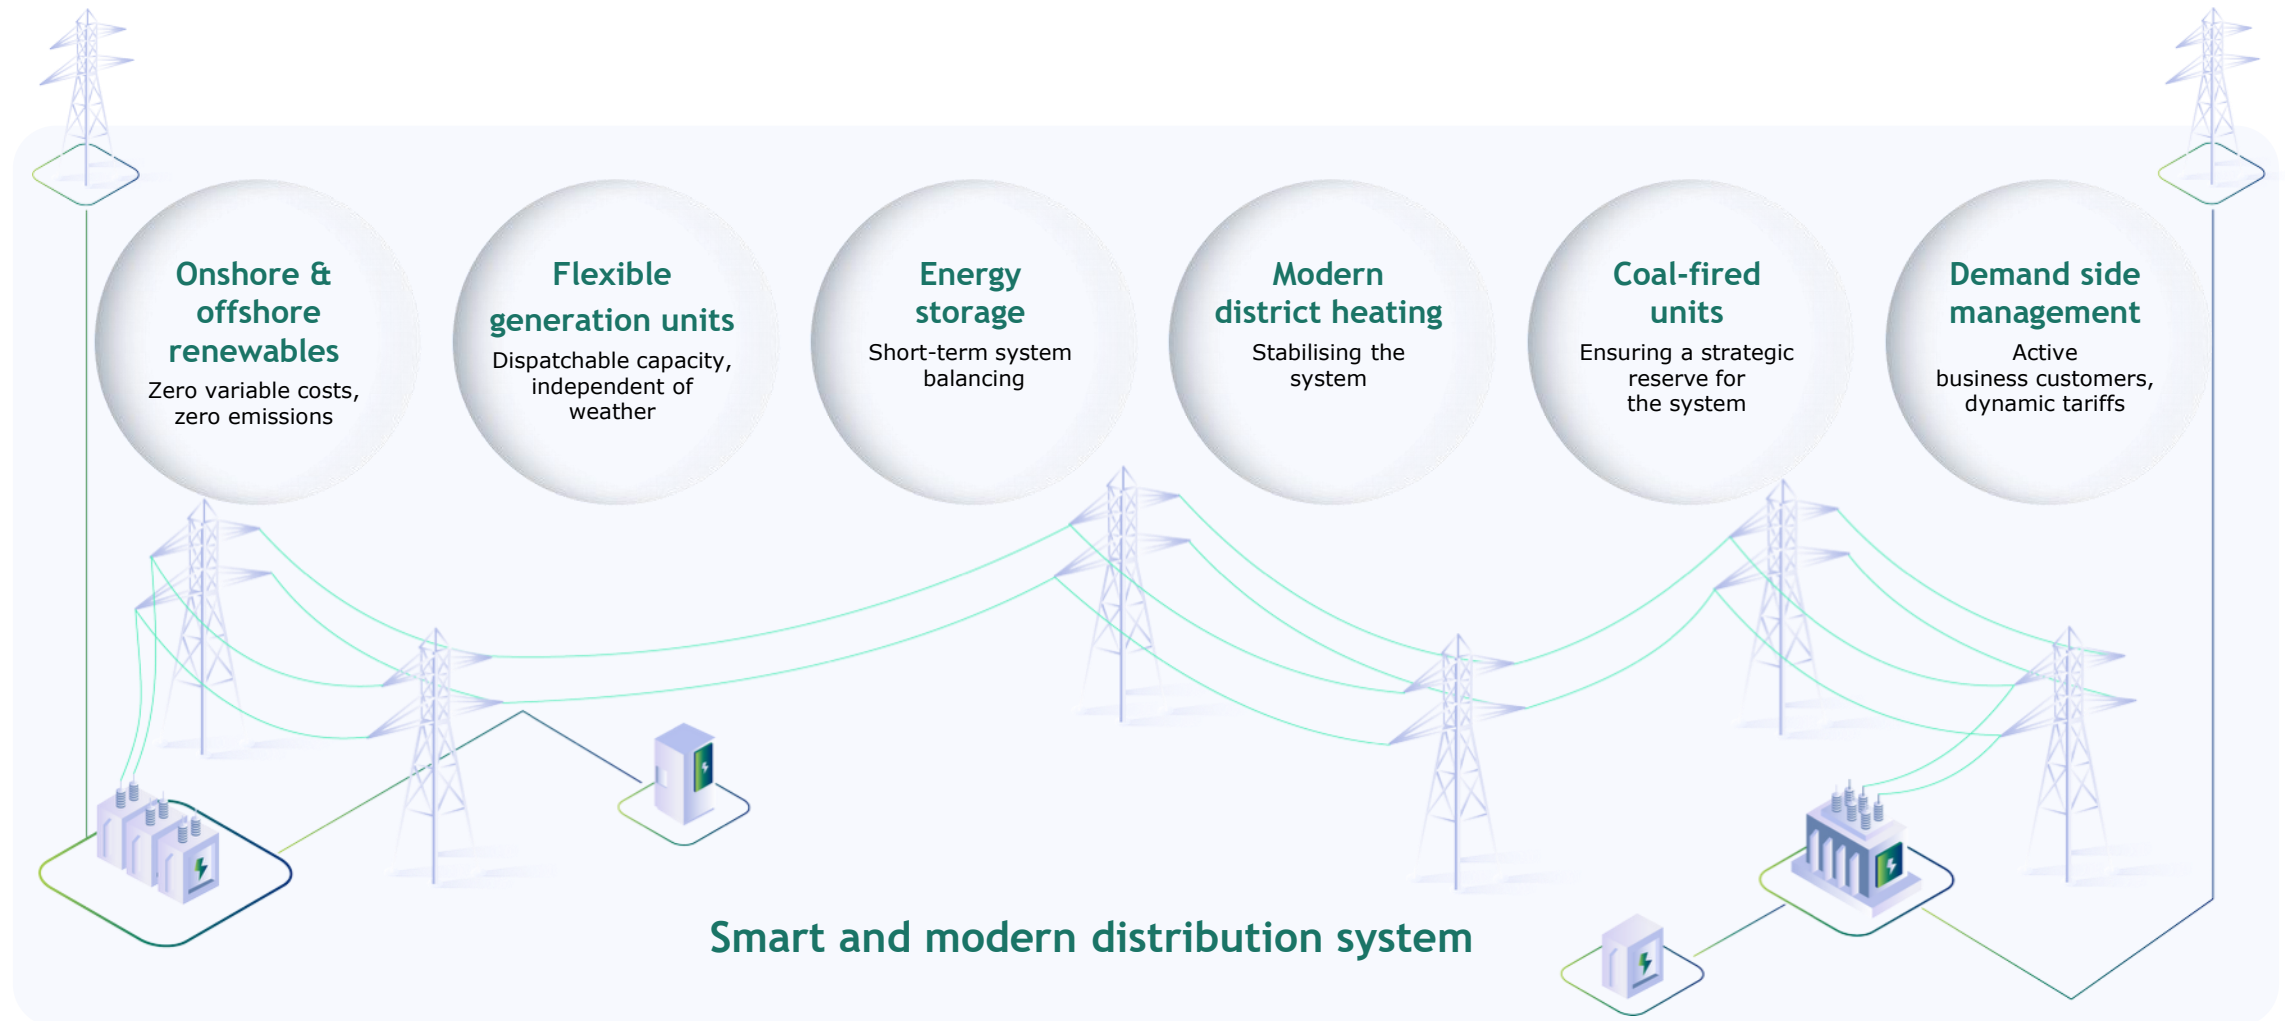 Onshore &
offshore
renewables
Zero variable costs,
zero emissions
Flexible
generation units
Dispatchable capacity,
independent of
weather
Energy
storage
Short-term system
balancing
Modern
district heating
Stabilising the
system
Coal-fired
units
Ensuring a strategic
reserve for
the system
Demand side
management
Active
business customers,
dynamic tariffs
Smart and modern distribution system